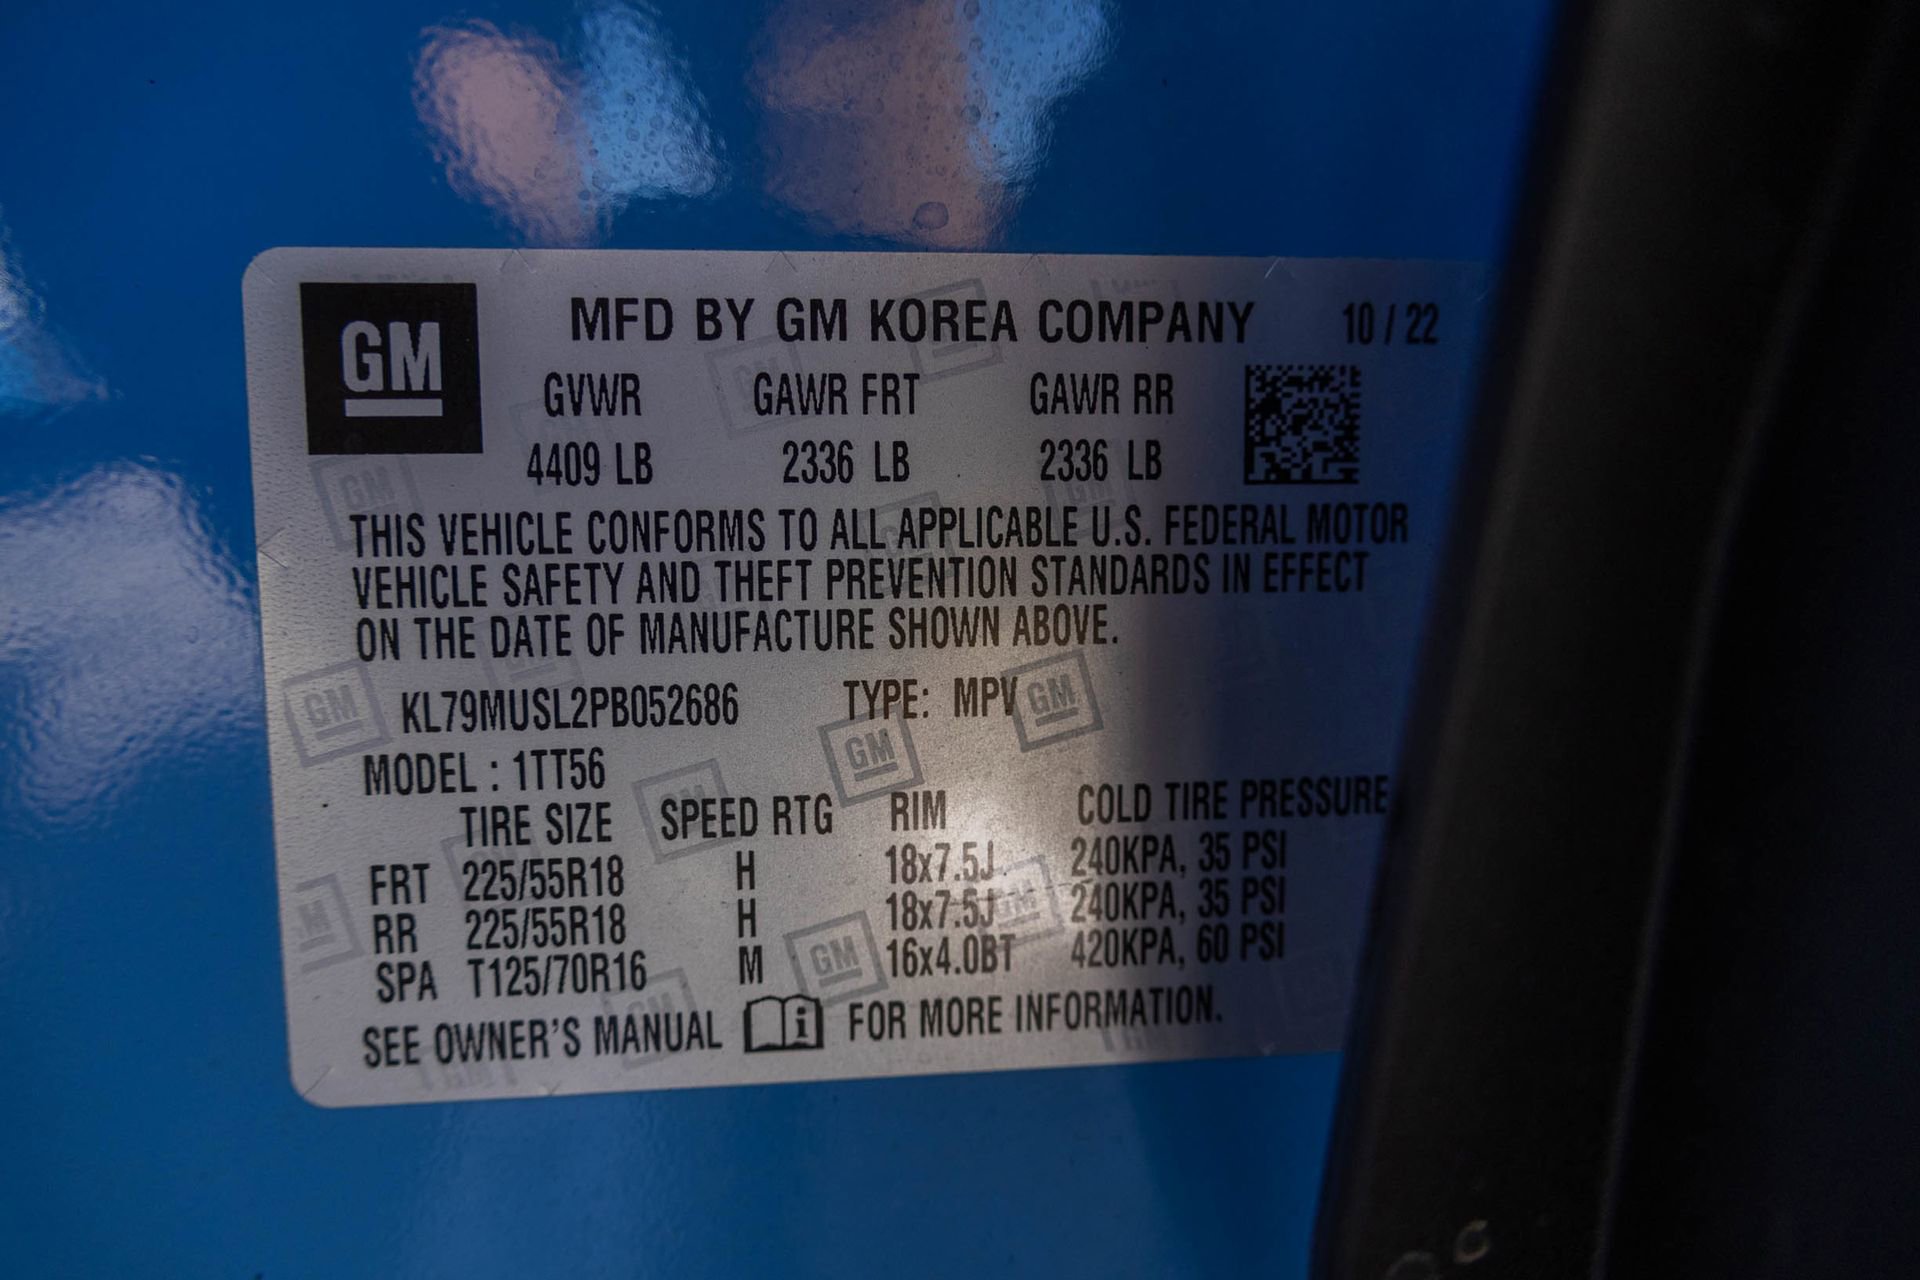 GM
MFD BY GM KOREA COMPANY 10 / 22
GVWR GAWR FRT GAWR RR
4409 LB 2336 LB 2336 LB
THIS VEHICLE CONFORMS TO ALL APPLICABLE U.S. FEDERAL MOTOR
VEHICLE SAFETY AND THEFT PREVENTION STANDARDS IN EFFECT
ON THE DATE OF MANUFACTURE SHOWN ABOVE.
KL79MUSL2PB052686 TYPE: MPV
MODEL : 1TT56
TIRE SIZE SPEED RTG RIM COLD TIRE PRESSURE
FRT 225/55R18 H 18x7.5J 240KPA, 35 PSI
RR 225/55R18 H 18x7.5J 240KPA, 35 PSI
SPA T125/70R16 M 16x4.0BT 420KPA, 60 PSI
SEE OWNER'S MANUAL i FOR MORE INFORMATION.